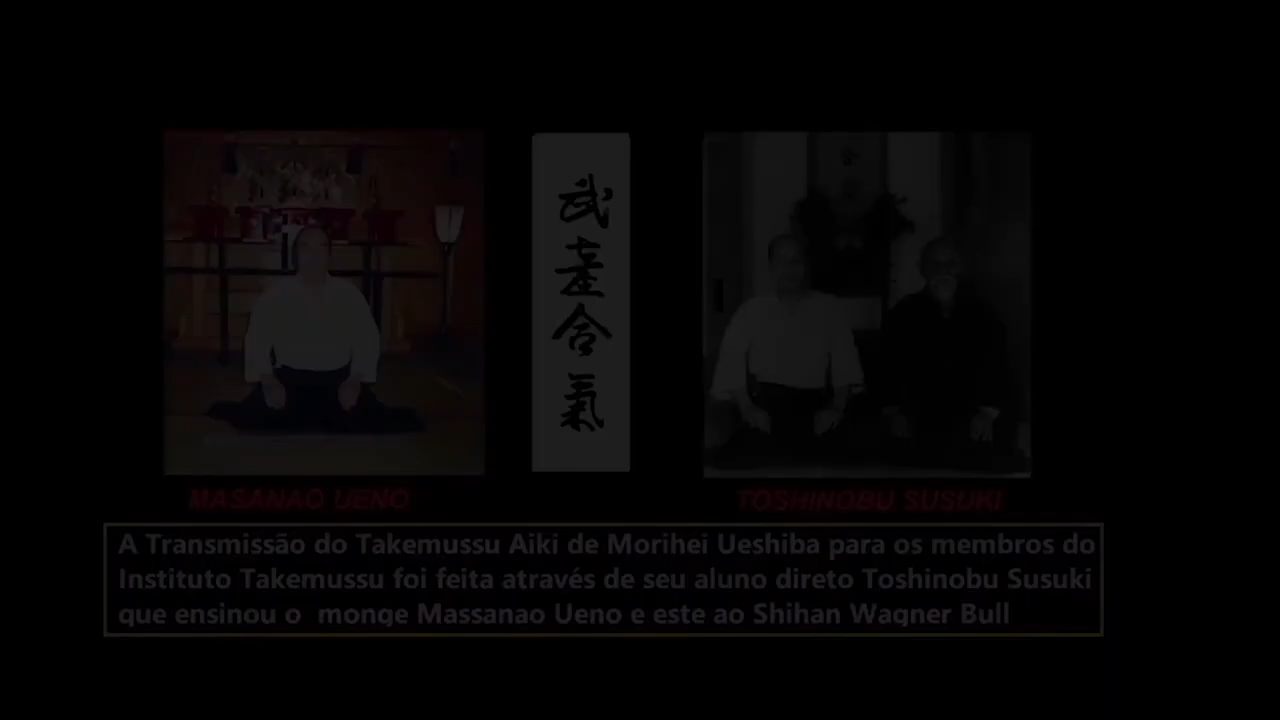 武
産
合
氣
MASANAO UENO
TOSHINOBU SUSUKI
A Transmissão do Takemussu Aiki de Morihei Ueshiba para os membros do
Instituto Takemussu foi feita através de seu aluno direto Toshinobu Susuki
que ensinou o monge Massanao Ueno e este ao Shihan Wagner Bull